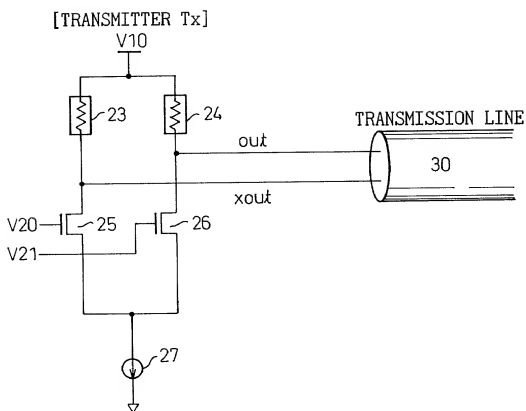 [TRANSMITTER Tx]
V10
23
24
TRANSMISSION LINE
out
30
xout
V20
25
26
V21
27